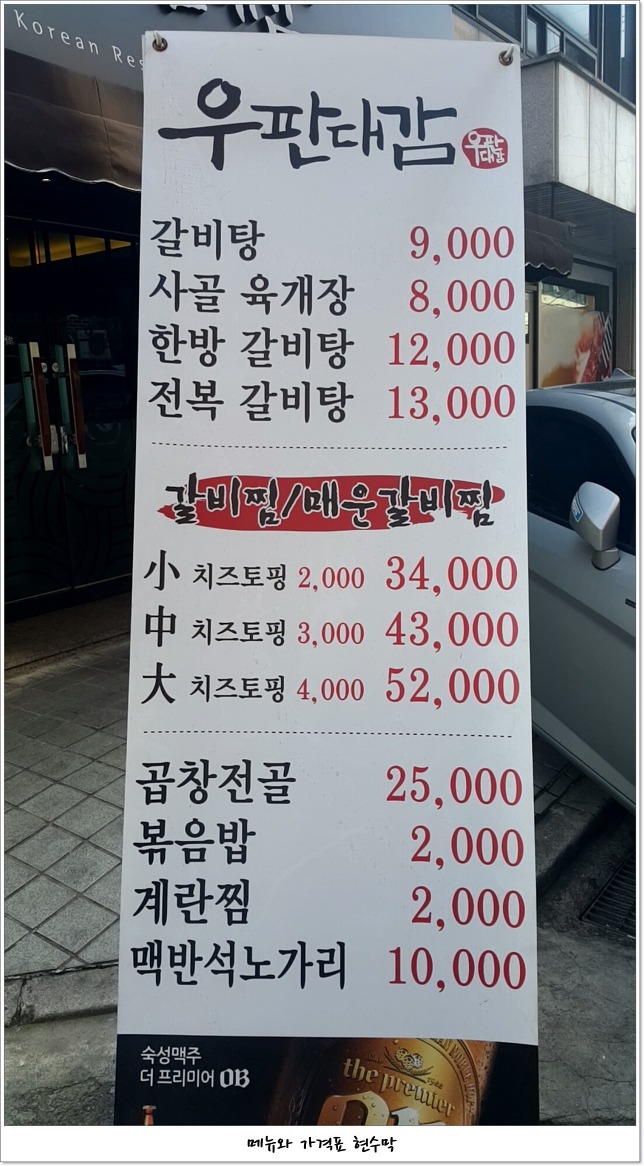 Korean Res
우판대감
우판대감
갈비탕 9,000
사골 육개장 8,000
한방 갈비탕 12,000
전복 갈비탕 13,000
갈비찜/매운갈비찜
小 치즈토핑 2,000 34,000
中 치즈토핑 3,000 43,000
大 치즈토핑 4,000 52,000
곱창전골 25,000
볶음밥 2,000
계란찜 2,000
맥반석노가리 10,000
숙성맥주
더 프리미어 OB
the premier
메뉴와 가격표 현수막